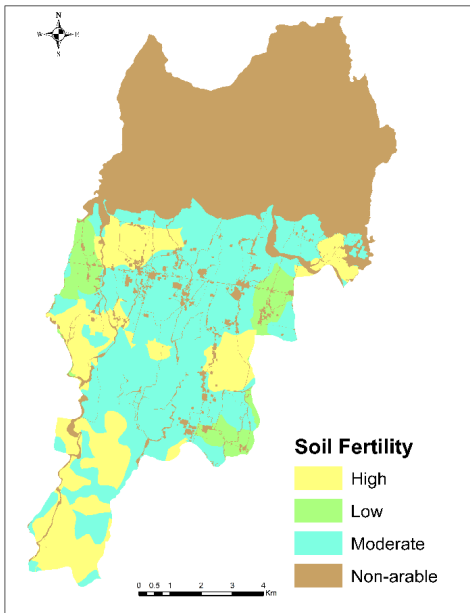 N
W E
S
Soil Fertility
High
Low
Moderate
Non-arable
0 0.5 1 2 3 4
Km